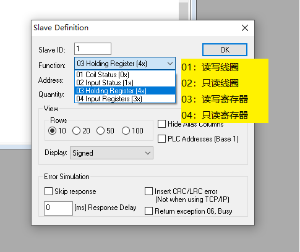 Slave Definition
Slave ID: 1
OK
Function: 03 Holding Register (4x)
01 Coil Status (0x)
02 Input Status (1x)
03 Holding Register (4x)
04 Input Registers (3x)
Address:
Quantity:
01：读写线圈
02：只读线圈
03：读写寄存器
04：只读寄存器
View
Rows
10 20 50 100
Hide Alias Columns
PLC Addresses (Base 1)
Display: Signed
Error Simulation
Skip response
0 [ms] Response Delay
Insert CRC/LRC error
(Not when using TCP/IP)
Return exception 06, Busy